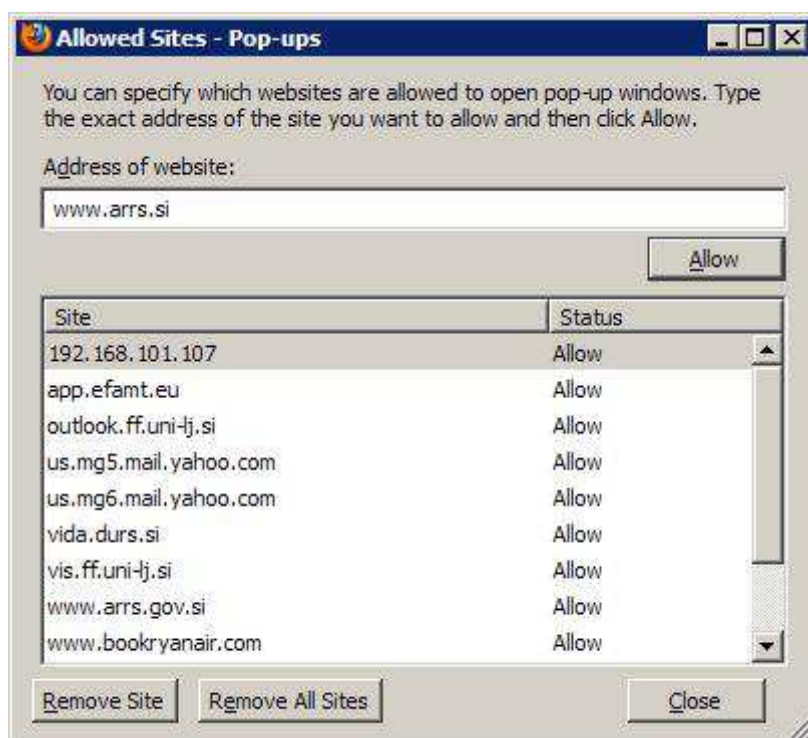 Allowed Sites - Pop-ups
You can specify which websites are allowed to open pop-up windows. Type
the exact address of the site you want to allow and then click Allow.
Address of website:
www.arrs.si
Allow
Site Status
192.168.101.107 Allow
app.efamt.eu Allow
outlook.ff.uni-lj.si Allow
us.mg5.mail.yahoo.com Allow
us.mg6.mail.yahoo.com Allow
vida.durs.si Allow
vis.ff.uni-lj.si Allow
www.arrs.gov.si Allow
www.bookryanair.com Allow
Remove Site Remove All Sites Close